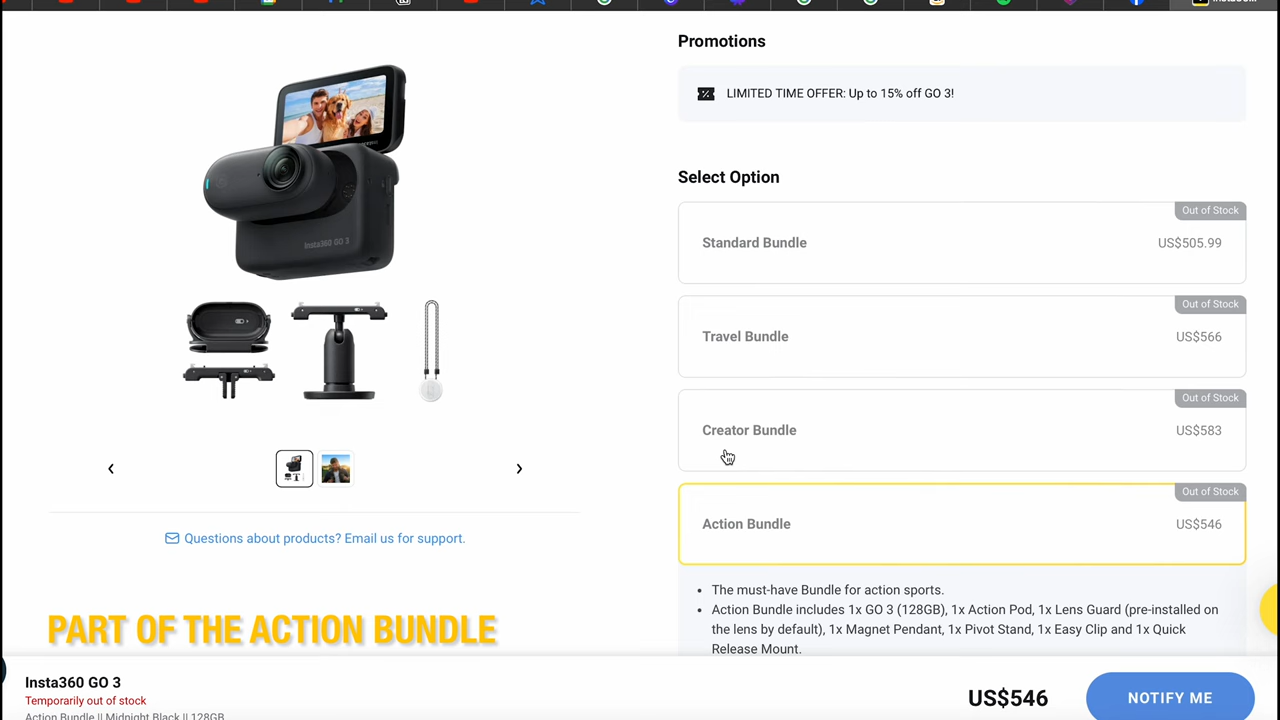 Promotions
LIMITED TIME OFFER: Up to 15% off GO 3!
Select Option
Out of Stock
Standard Bundle
US$505.99
Out of Stock
Travel Bundle
US$566
Out of Stock
Creator Bundle
US$583
Out of Stock
Action Bundle
US$546
• The must-have Bundle for action sports.
• Action Bundle includes 1x GO 3 (128GB), 1x Action Pod, 1x Lens Guard (pre-installed on
the lens by default), 1x Magnet Pendant, 1x Pivot Stand, 1x Easy Clip and 1x Quick
Release Mount.
Insta360 GO 3
Questions about products? Email us for support.
PART OF THE ACTION BUNDLE
Insta360 GO 3
Temporarily out of stock
Action Bundle || Midnight Black || 128GB
US$546
NOTIFY ME